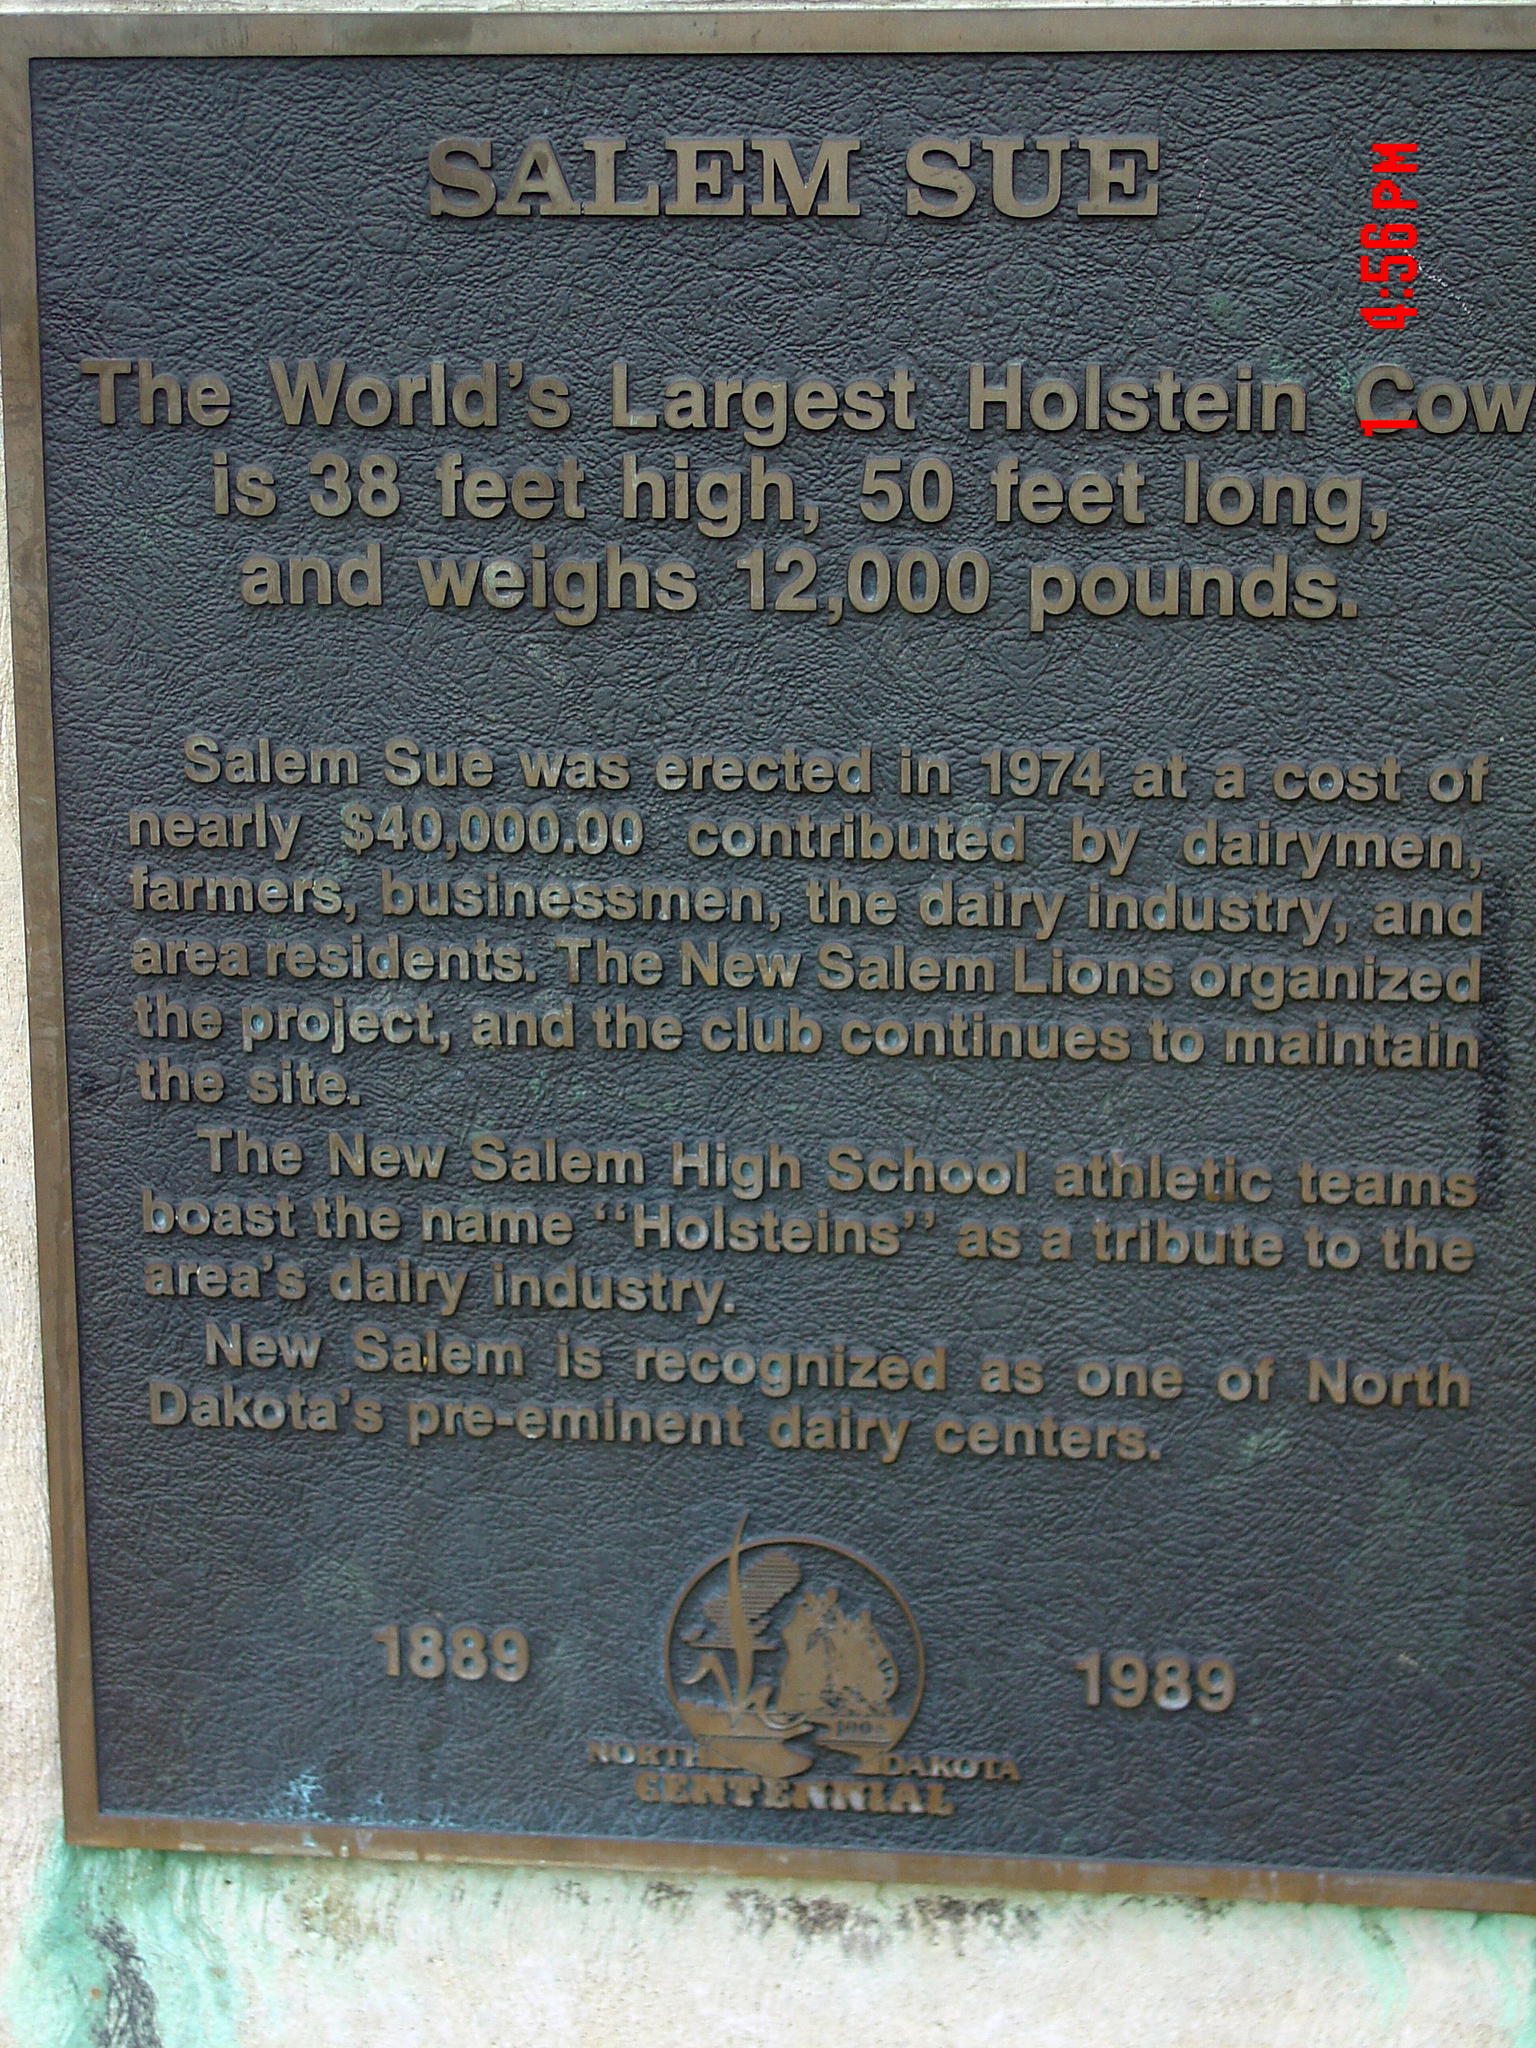 SALEM SUE
The World's Largest Holstein Cow
is 38 feet high, 50 feet long,
and weighs 12,000 pounds.
Salem Sue was erected in 1974 at a cost of
nearly $40,000.00 contributed by dairymen,
farmers, businessmen, the dairy industry, and
area residents. The New Salem Lions organized
the project, and the club continues to maintain
the site.
The New Salem High School athletic teams
boast the name “Holsteins” as a tribute to the
area's dairy industry.
New Salem is recognized as one of North
Dakota's pre-eminent dairy centers.
1889
1989
100
NORTH DAKOTA
CENTENNIAL
1 4:56PM